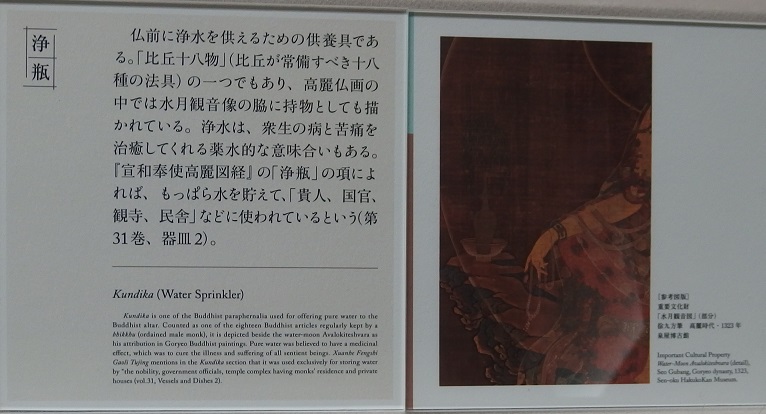 浄瓶
仏前に浄水を供えるための供養具であ
る。「比丘十八物」(比丘が常備すべき十八
種の法具)の一つでもあり、高麗仏画の
中では水月観音像の脇に持物としても描
かれている。浄水は、衆生の病と苦痛を
治癒してくれる薬水的な意味合いもある。
『宣和奉使高麗図経』の「浄瓶」の項によ
れば、もっぱら水を貯えて、「貴人、国官、
観寺、民舎」などに使われているという(第
31巻、器皿2)。
Kundika (Water Sprinkler)
Kundika is one of the Buddhist paraphernalia used for offering pure water to the
Buddhist altar. Counted as one of the eighteen Buddhist articles regularly kept by a
bhikkhu (ordained male monk), it is depicted beside the water-moon Avalokiteshvara as
his attribution in Goryeo Buddhist paintings. Pure water was believed to have a medicinal
effect, which was to cure the illness and suffering of all sentient beings. Xuanhe Fengshi
Gaoli Tujing mentions in the Kundika section that it was used exclusively for storing water
by "the nobility, government officials, temple complex having monks' residence and private
houses (vol.31, Vessels and Dishes 2).
[参考図版]
重要文化財
「水月観音図」(部分)
徐九方筆 高麗時代・1323年
泉屋博古館
Important Cultural Property
Water-Moon Avalokiteshvara (detail),
Seo Gubang, Goryeo dynasty, 1323,
Sen-oku HakukoKan Museum.